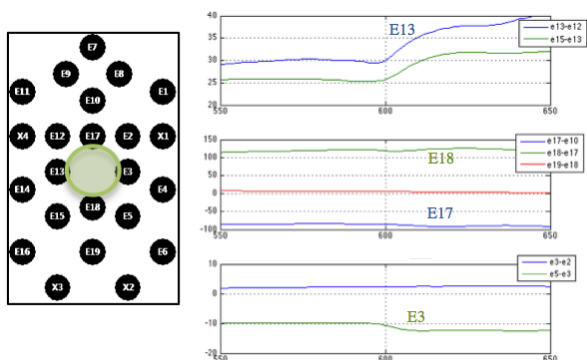 E7
E9 E8
E11 E10 E1
X4 E12 E17 E2 X1
E13 E3
E14 E4
E18
E15 E5
E16 E19 E6
X3 X2
40
35
30
25
20
550 600 650
E13
e13-e12
e15-e13
150
100
50
0
-50
-100
550 600 650
E18
E17
e17-e10
e18-e17
e19-e18
10
0
-10
-20
550 600 650
E3
e3-e2
e5-e3